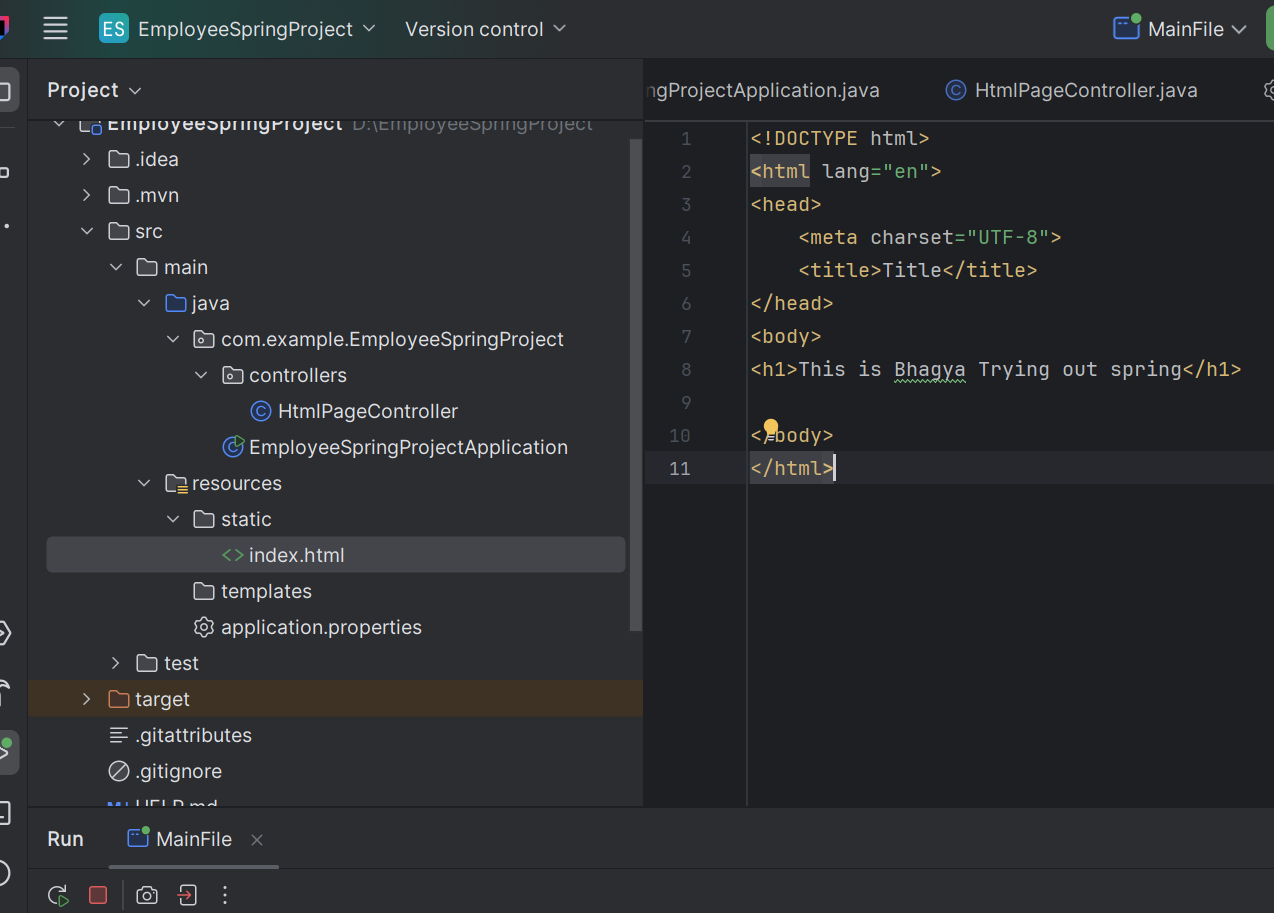 ES EmployeeSpringProject Version control MainFile
Project
ngProjectApplication.java HtmlPageController.java
EmployeeSpringProject D:\EmployeeSpringProject
.idea
.mvn
src
main
java
com.example.EmployeeSpringProject
controllers
HtmlPageController
EmployeeSpringProjectApplication
resources
static
index.html
templates
application.properties
test
target
.gitattributes
.gitignore
HELP.md
1 <!DOCTYPE html>
2 <html lang="en">
3 <head>
4 <meta charset="UTF-8">
5 <title>Title</title>
6 </head>
7 <body>
8 <h1>This is Bhagya Trying out spring</h1>
9
10 </body>
11 </html>
Run MainFile